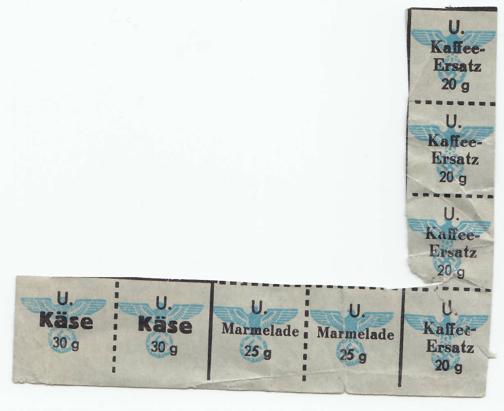 U.
Kaffee-
Ersatz
20 g
U.
Kaffee-
Ersatz
20 g
U.
Kaffee-
Ersatz
20 g
U.
Käse
30 g
U.
Käse
30 g
U.
Marmelade
25 g
U.
Marmelade
25 g
U.
Kaffee-
Ersatz
20 g